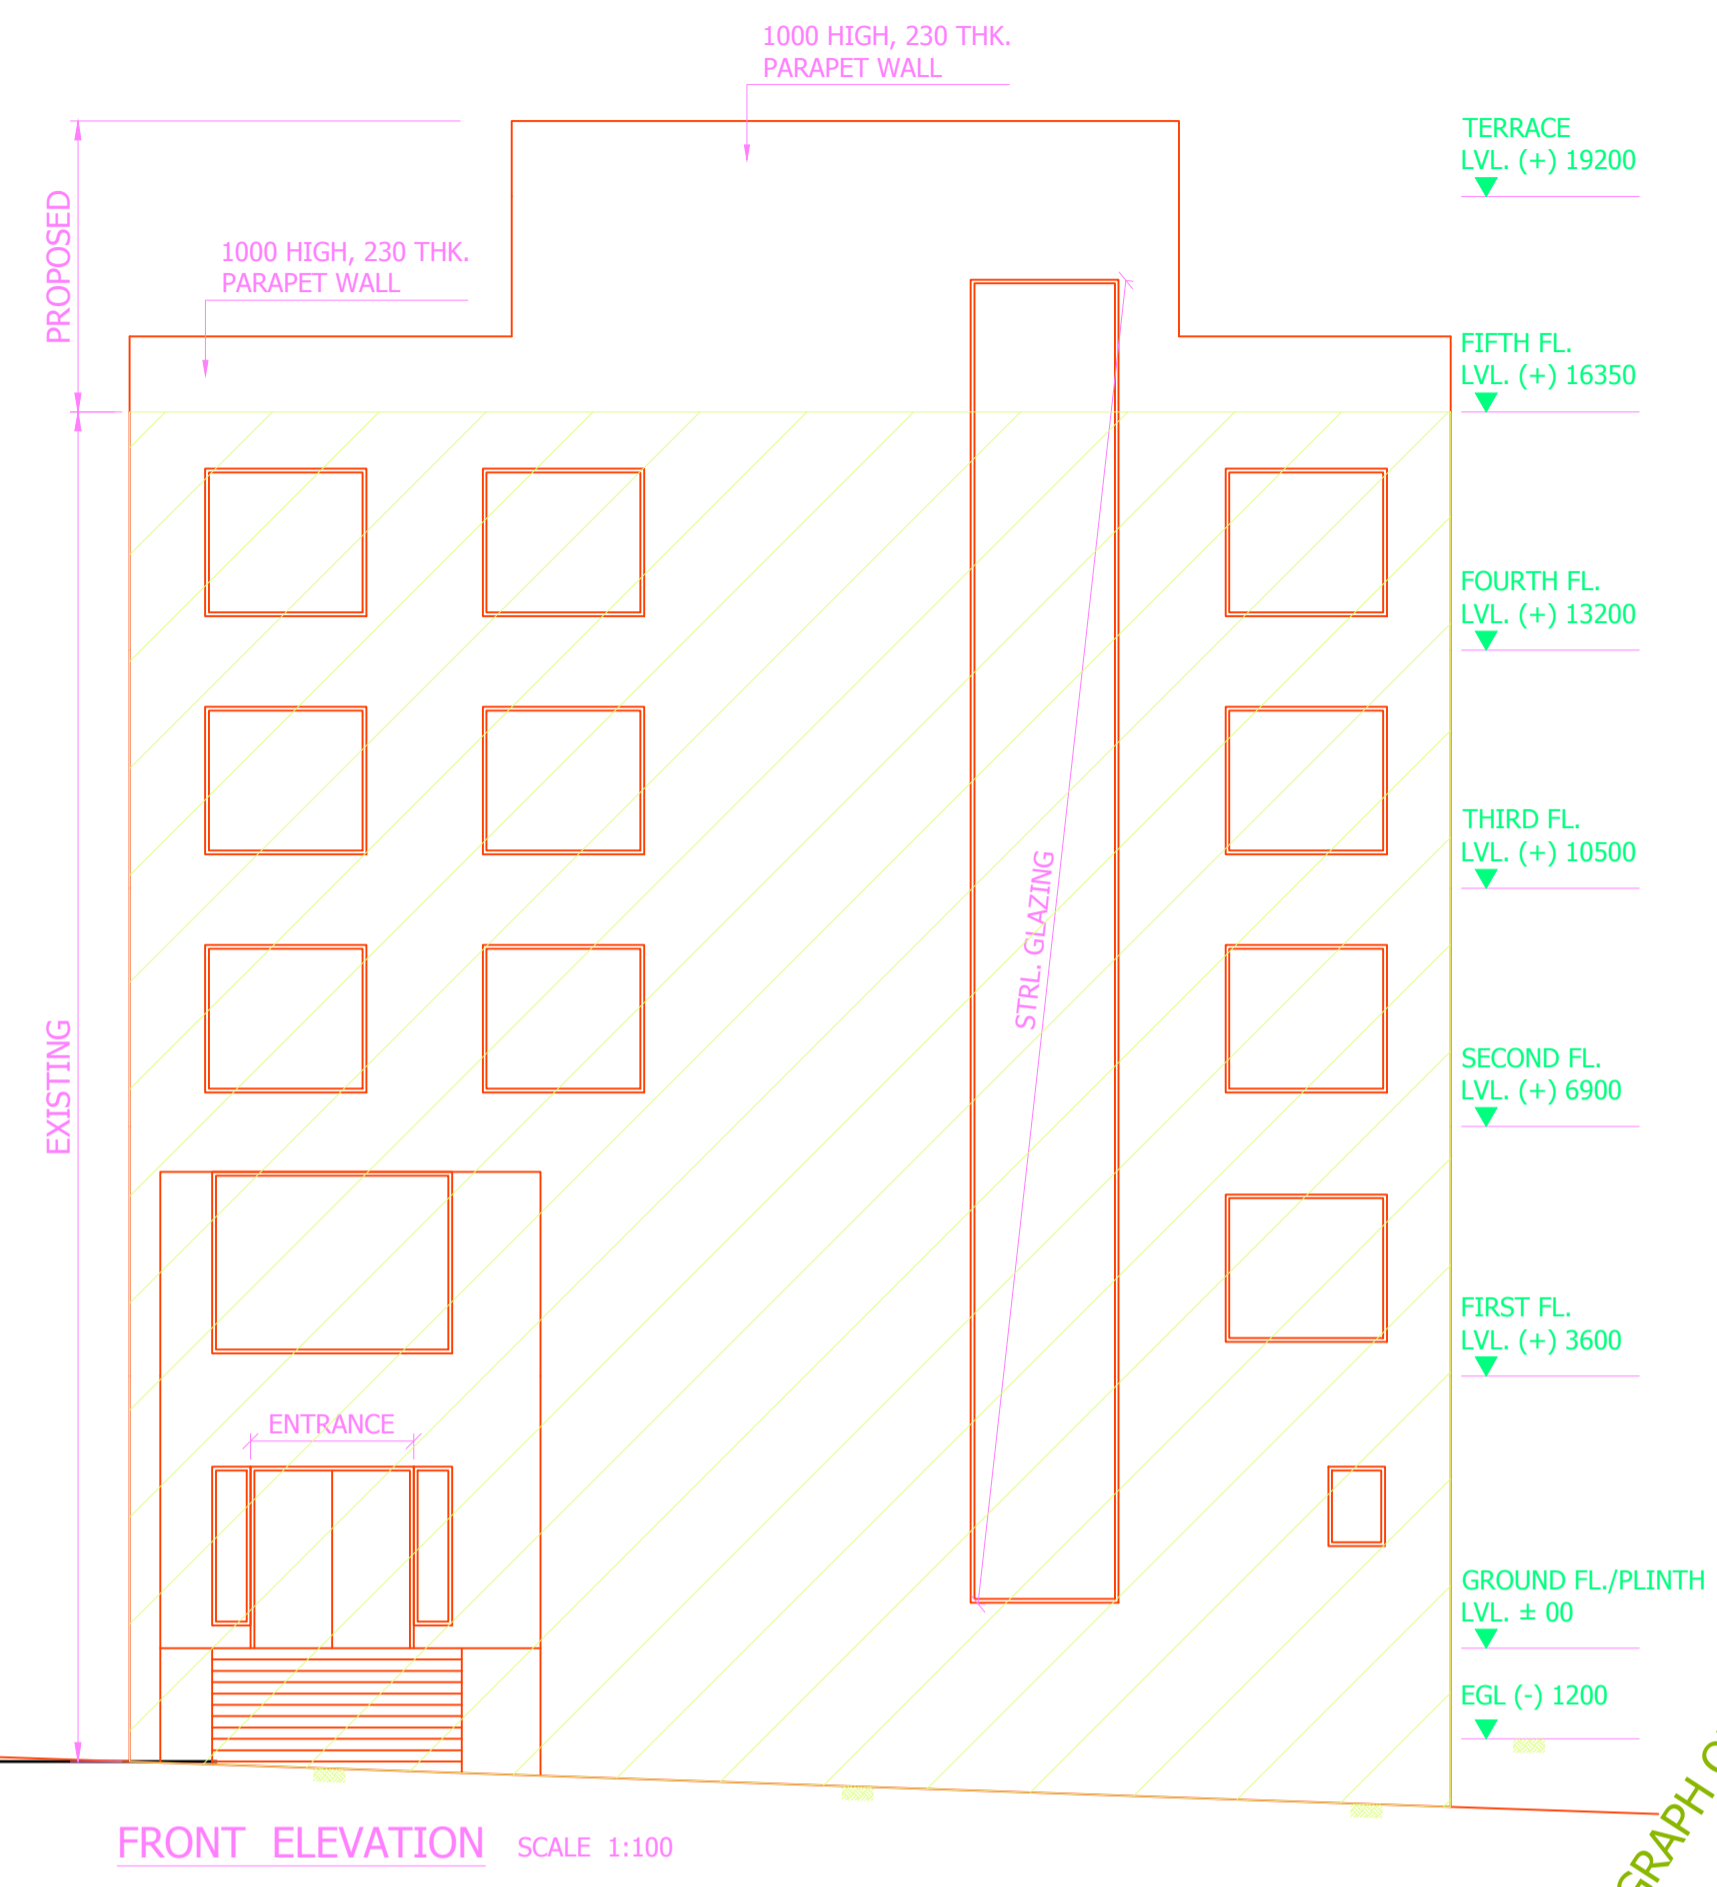 1000 HIGH, 230 THK.
PARAPET WALL
TERRACE
LVL. (+) 19200
PROPOSED
1000 HIGH, 230 THK.
PARAPET WALL
FIFTH FL.
LVL. (+) 16350
FOURTH FL.
LVL. (+) 13200
THIRD FL.
LVL. (+) 10500
STRL. GLAZING
EXISTING
SECOND FL.
LVL. (+) 6900
FIRST FL.
LVL. (+) 3600
ENTRANCE
GROUND FL./PLINTH
LVL. ± 00
EGL (-) 1200
FRONT ELEVATION SCALE 1:100
GRAPH